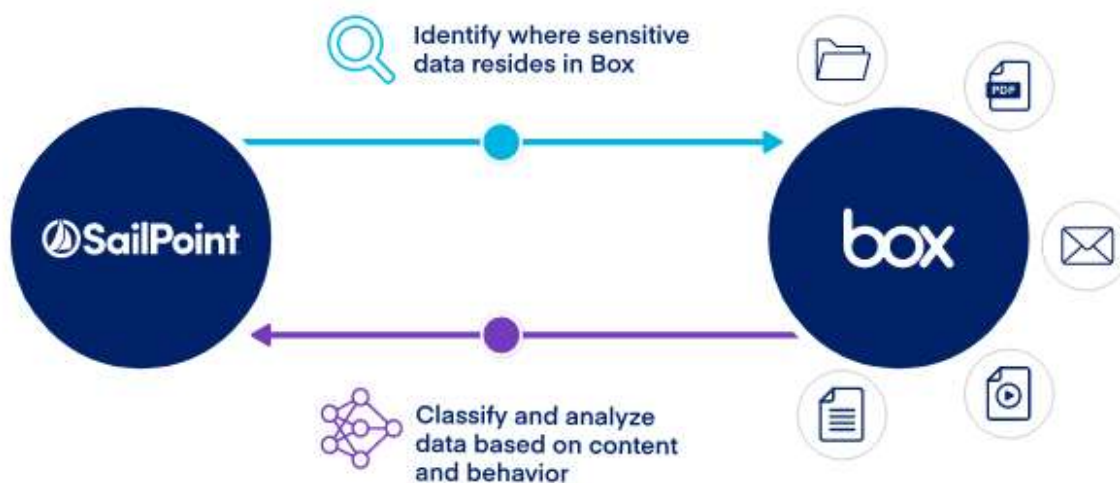 Identify where sensitive
data resides in Box
PDF
SailPoint
box
Classify and analyze
data based on content
and behavior